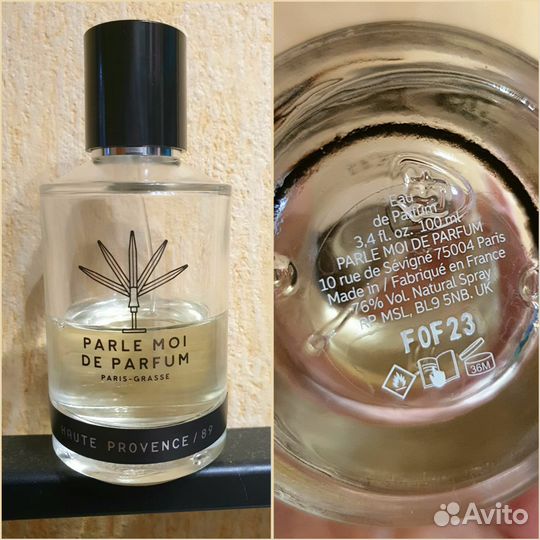 PARLE MOI
DE PARFUM
PARIS-GRASSE
HAUTE PROVENCE / 89
Eau
de Parfum
3.4 fl. oz. 100 ml
PARLE MOI DE PARFUM
10 rue de Sévigné 75004 Paris
Made in / Fabriqué en France
76% Vol. Natural Spray
RP MSL, BL9 5NB. UK
F0F23
36M
Avito